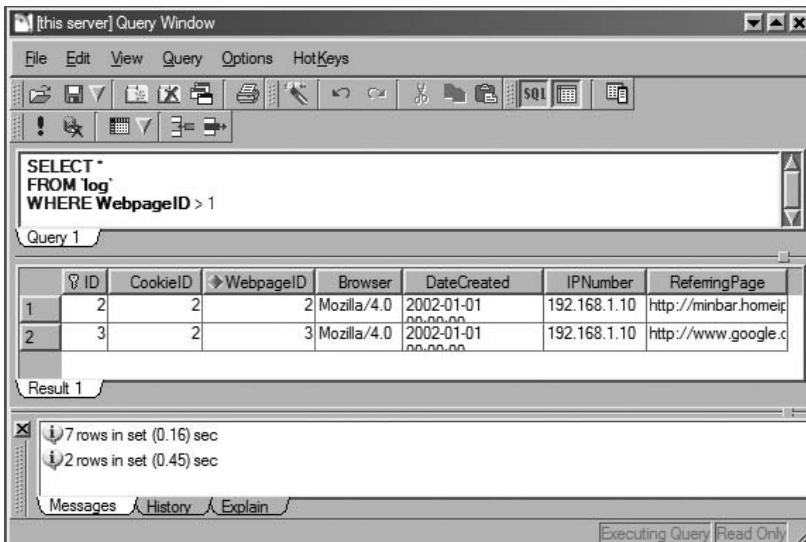 [this server] Query Window
File Edit View Query Options HotKeys
SQL
SELECT *
FROM `log`
WHERE WebpageID > 1
Query 1
ID CookieID WebpageID Browser DateCreated IPNumber ReferringPage
1 2 2 2 Mozilla/4.0 2002-01-01 192.168.1.10 http://minbar.homeip
2 3 2 3 Mozilla/4.0 2002-01-01 192.168.1.10 http://www.google.c
Result 1
7 rows in set (0.16) sec
2 rows in set (0.45) sec
Messages History Explain
Executing Query Read Only